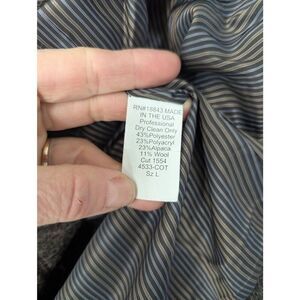 RN#18843 MADE
IN THE USA
Professional
Dry Clean Only
43%Polyester
23%Polyacryl
23%Alpaca
11% Wool
Cut 1554
4533-COT
Sz L